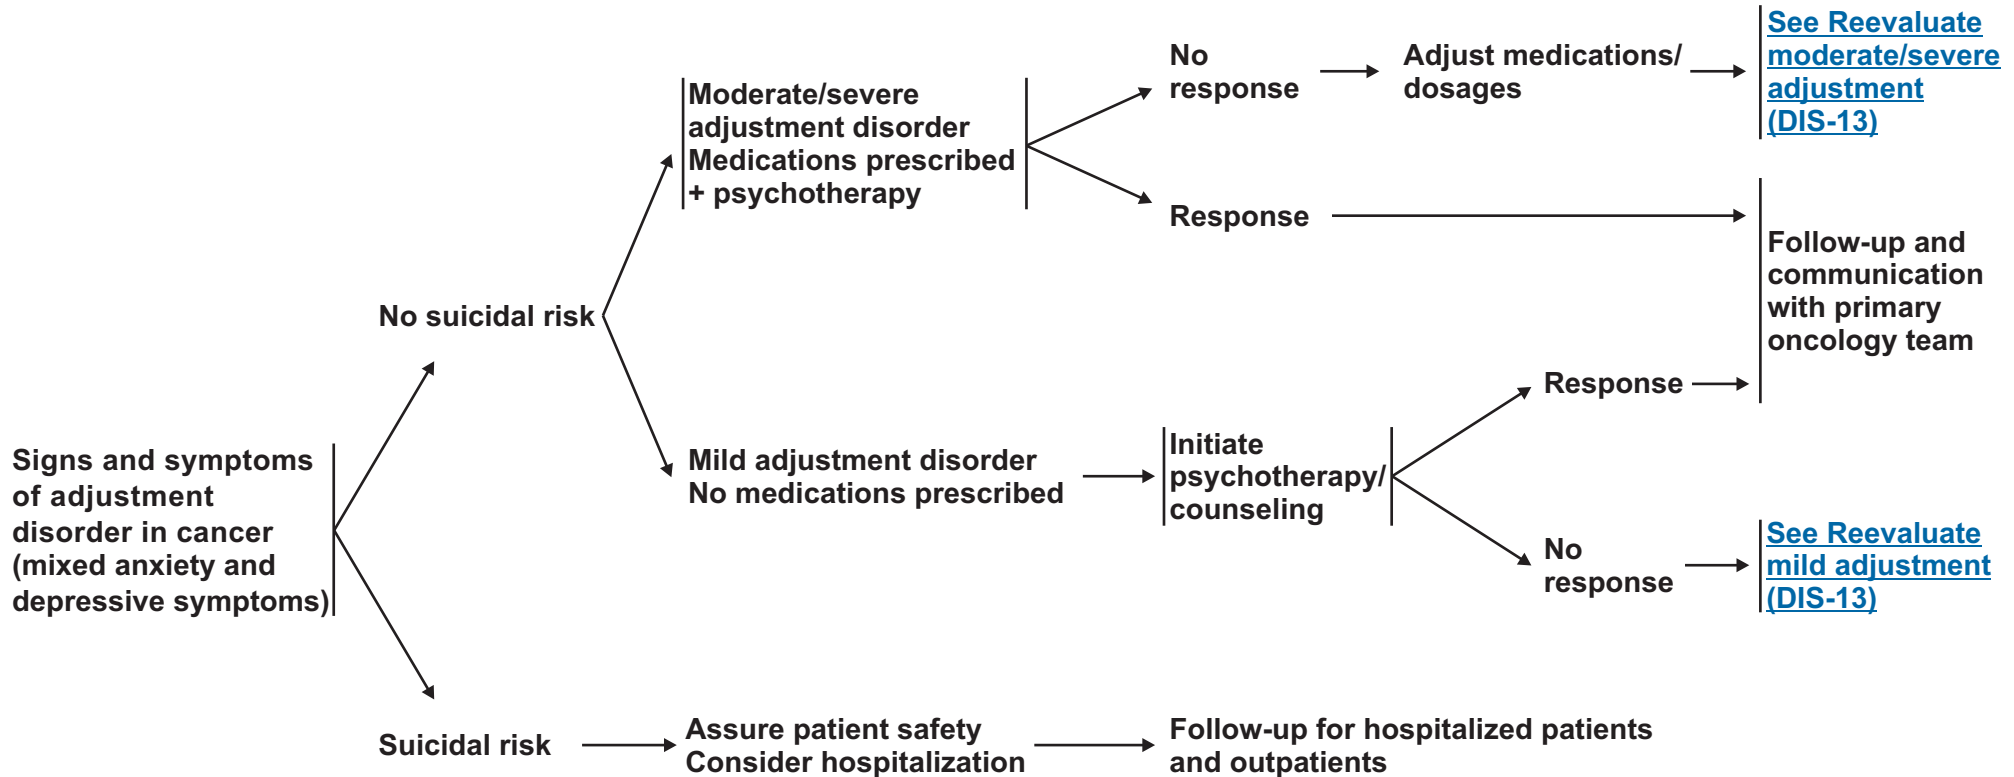 See Reevaluate
moderate/severe
adjustment
(DIS-13)
No
response
Adjust medications/
dosages
Moderate/severe
adjustment disorder
Medications prescribed
+ psychotherapy
Response
Follow-up and
communication
with primary
oncology team
No suicidal risk
Response
Signs and symptoms
of adjustment
disorder in cancer
(mixed anxiety and
depressive symptoms)
Mild adjustment disorder
No medications prescribed
Initiate
psychotherapy/
counseling
No
response
See Reevaluate
mild adjustment
(DIS-13)
Suicidal risk
Assure patient safety
Consider hospitalization
Follow-up for hospitalized patients
and outpatients